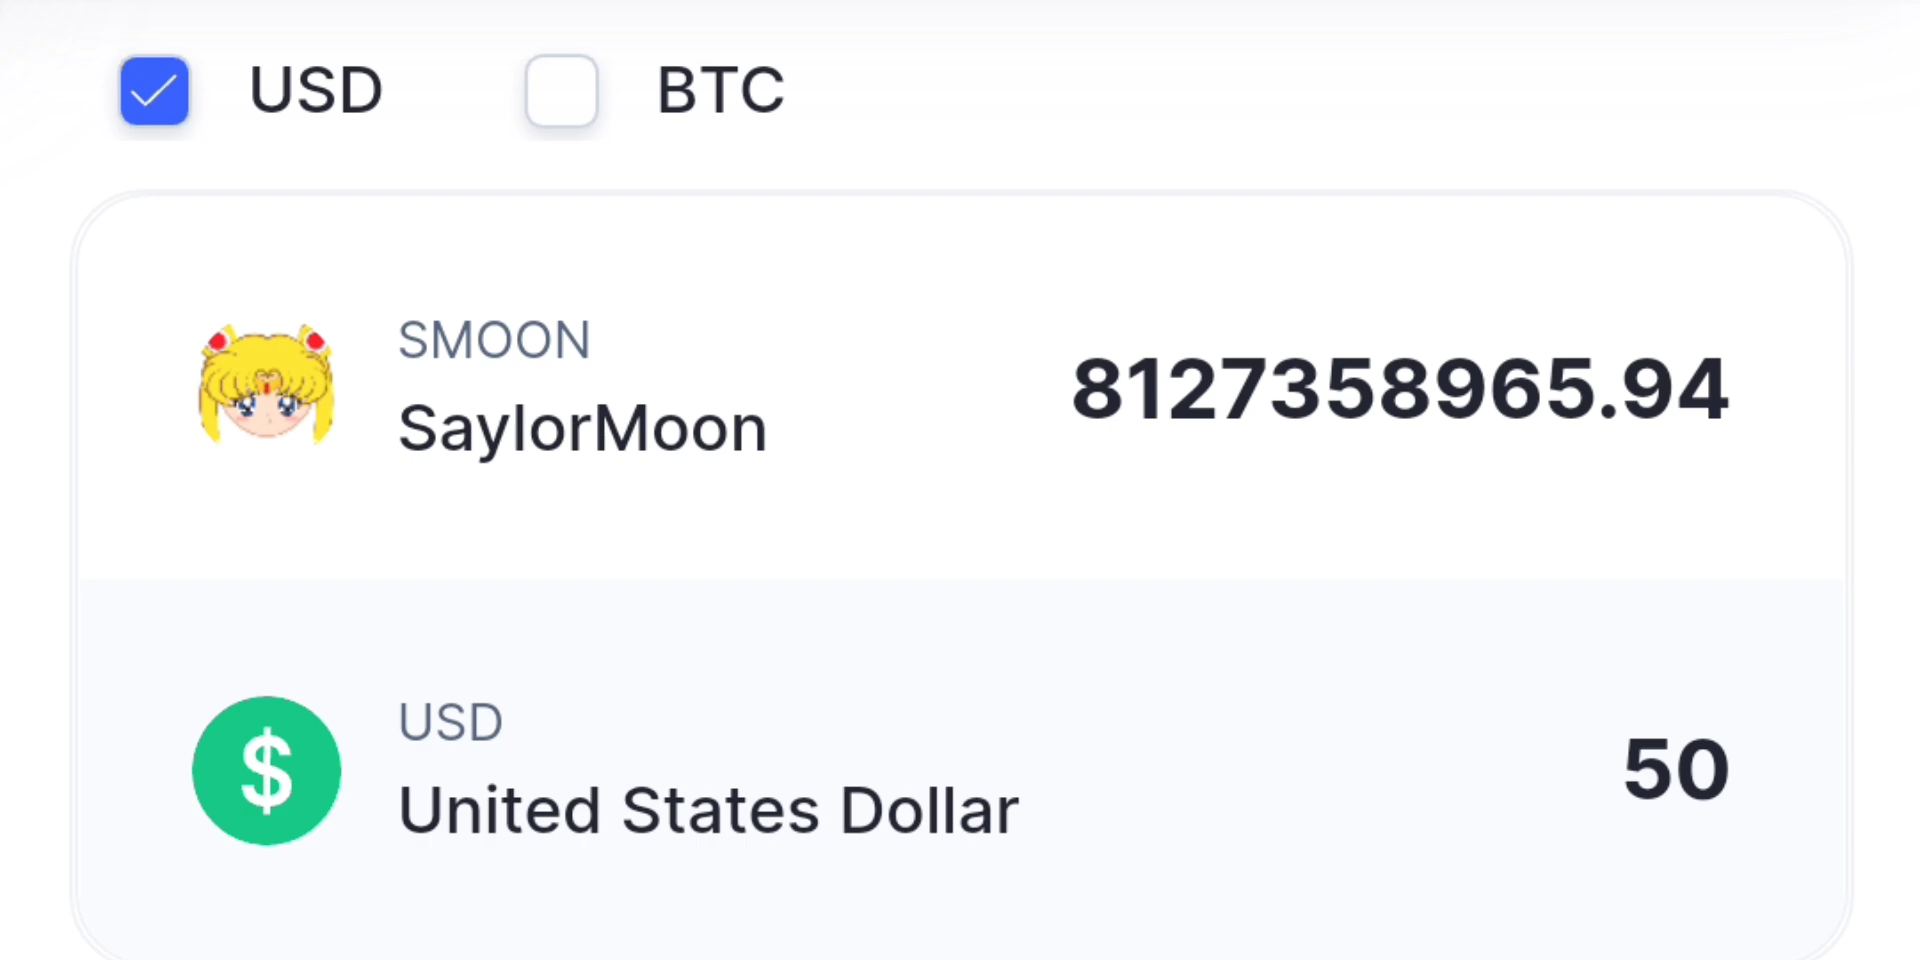 USD BTC
SMOON
SaylorMoon
8127358965.94
USD
United States Dollar
50